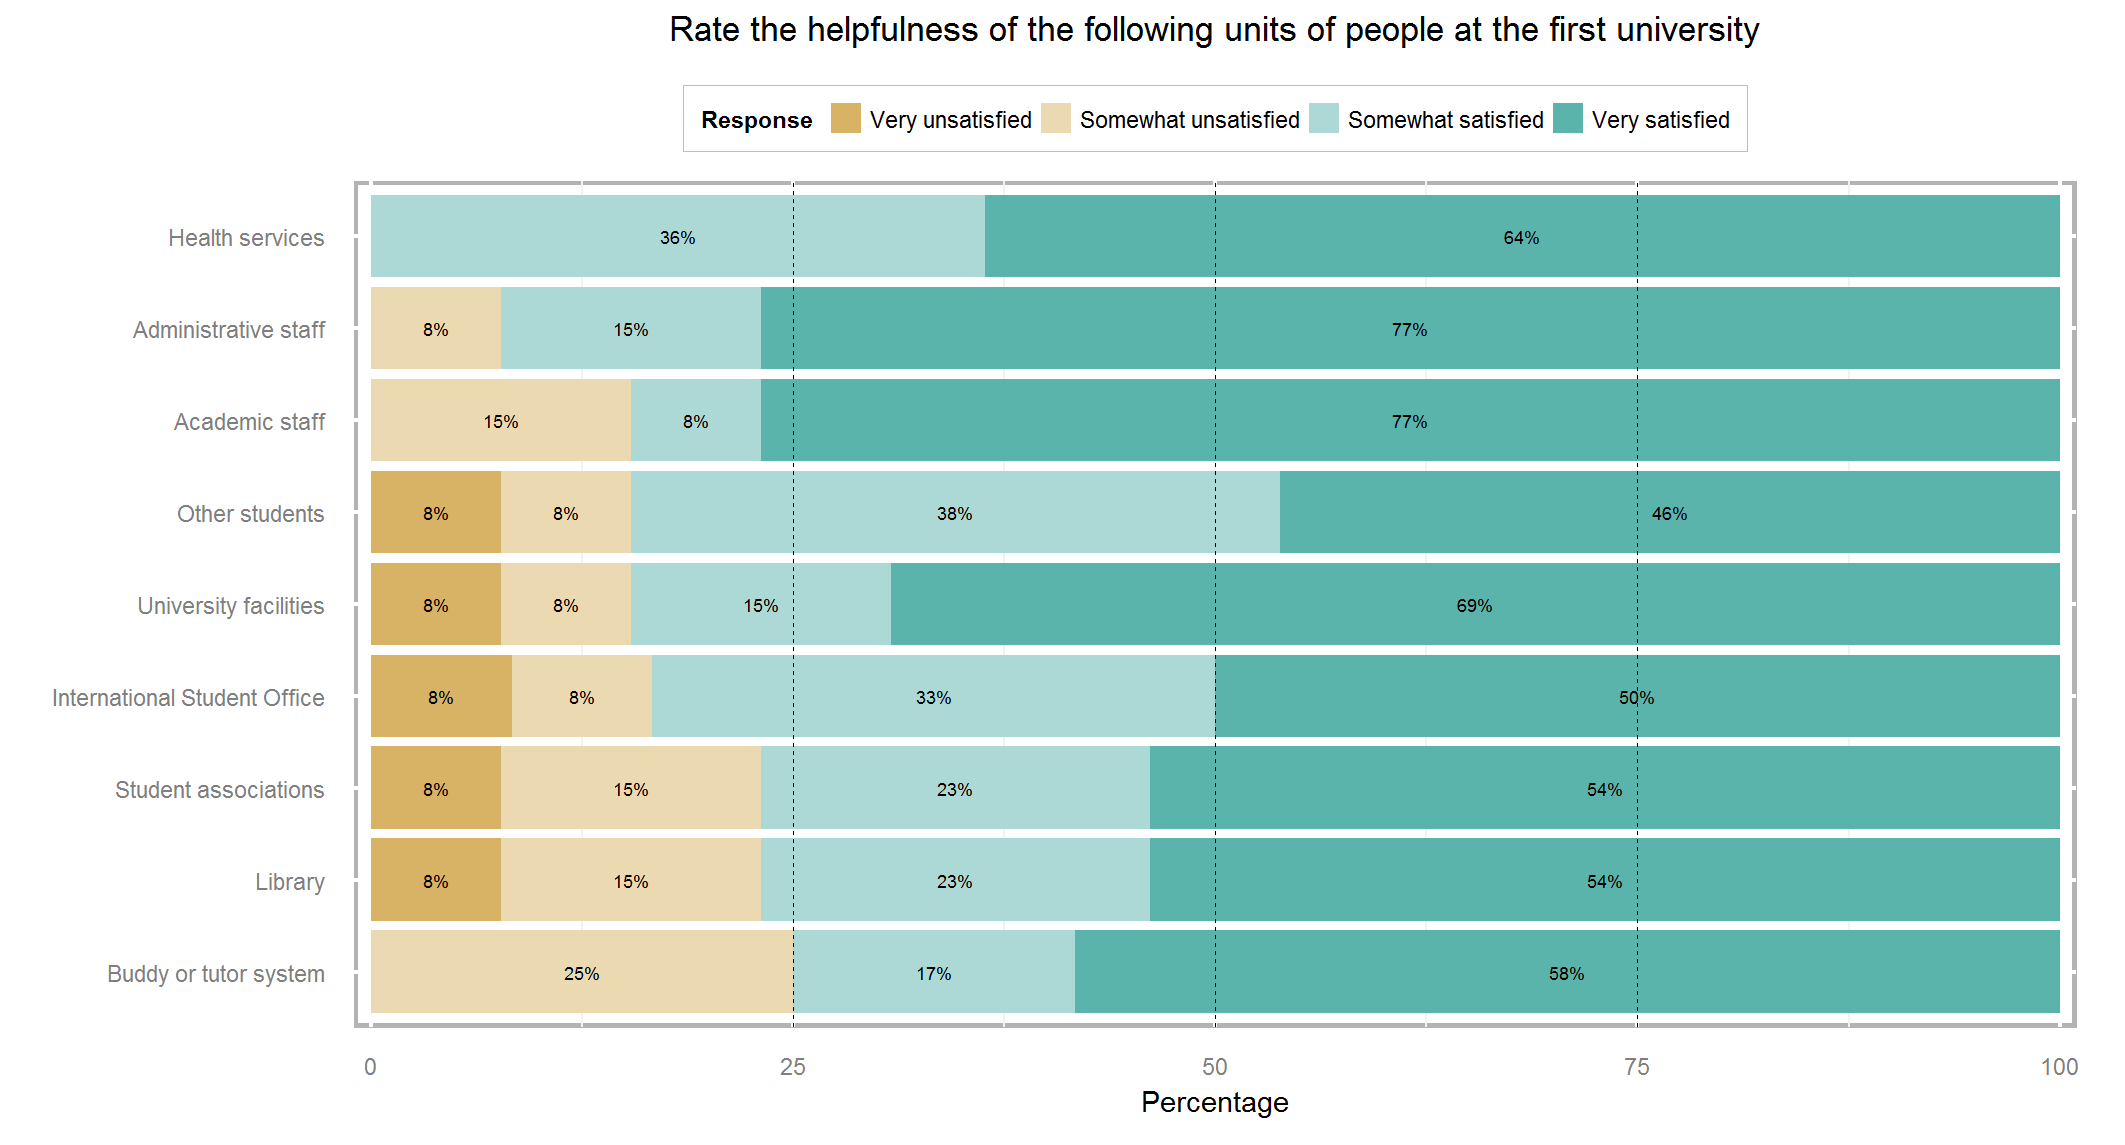 Rate the helpfulness of the following units of people at the first university
Response Very unsatisfied Somewhat unsatisfied Somewhat satisfied Very satisfied
Health services 36% 64%
Administrative staff 8% 15% 77%
Academic staff 15% 8% 77%
Other students 8% 8% 38% 46%
University facilities 8% 8% 15% 69%
International Student Office 8% 8% 33% 50%
Student associations 8% 15% 23% 54%
Library 8% 15% 23% 54%
Buddy or tutor system 25% 17% 58%
0 25 50 75 100
Percentage